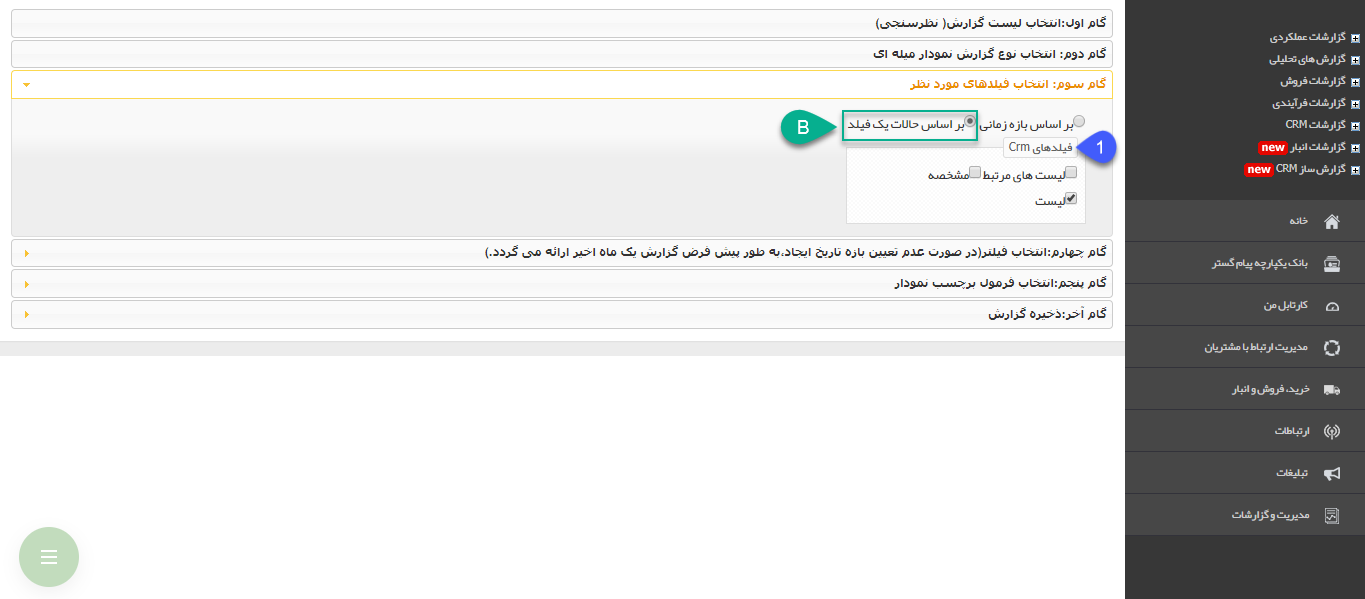 گزارشات عملکردی
گزارش های تحلیلی
گزارشات فروش
گزارشات فرآیندی
گزارشات CRM
گزارشات انبار new
گزارش ساز CRM new
خانه
بانک یکپارچه پیام گستر
کارتابل من
مدیریت ارتباط با مشتریان
خرید، فروش و انبار
ارتباطات
تبلیغات
مدیریت و گزارشات
گام اول:انتخاب لیست گزارش( نظرسنجی)
گام دوم: انتخاب نوع گزارش نمودار میله ای
گام سوم: انتخاب فیلدهای مورد نظر
بر اساس بازه زمانی بر اساس حالات یک فیلد B
فیلدهای Crm 1
لیست های مرتبط مشخصه
لیست
گام چهارم:انتخاب فیلتر(در صورت عدم تعیین بازه تاریخ ایجاد،به طور پیش فرض گزارش یک ماه اخیر ارائه می گردد.)
گام پنجم:انتخاب فرمول برچسب نمودار
گام آخر:ذخیره گزارش